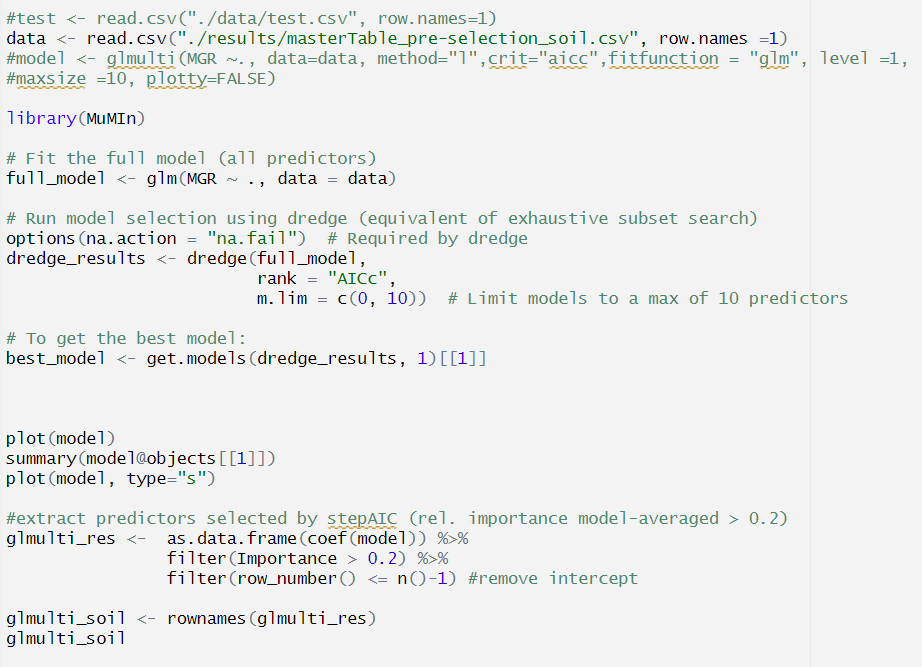 #test <- read.csv("./data/test.csv", row.names=1)
data <- read.csv("./results/masterTable_pre-selection_soil.csv", row.names =1)
#model <- glmulti(MGR ~., data=data, method="l",crit="aicc",fitfunction = "glm", level =1,
#maxsize =10, plotty=FALSE)
library(MuMIn)
# Fit the full model (all predictors)
full_model <- glm(MGR ~ ., data = data)
# Run model selection using dredge (equivalent of exhaustive subset search)
options(na.action = "na.fail")  # Required by dredge
dredge_results <- dredge(full_model,
                         rank = "AICc",
                         m.lim = c(0, 10))  # Limit models to a max of 10 predictors
# To get the best model:
best_model <- get.models(dredge_results, 1)[[1]]
plot(model)
summary(model@objects[[1]])
plot(model, type="s")
#extract predictors selected by stepAIC (rel. importance model-averaged > 0.2)
glmulti_res <-  as.data.frame(coef(model)) %>%
                filter(Importance > 0.2) %>%
                filter(row_number() <= n()-1) #remove intercept
glmulti_soil <- rownames(glmulti_res)
glmulti_soil